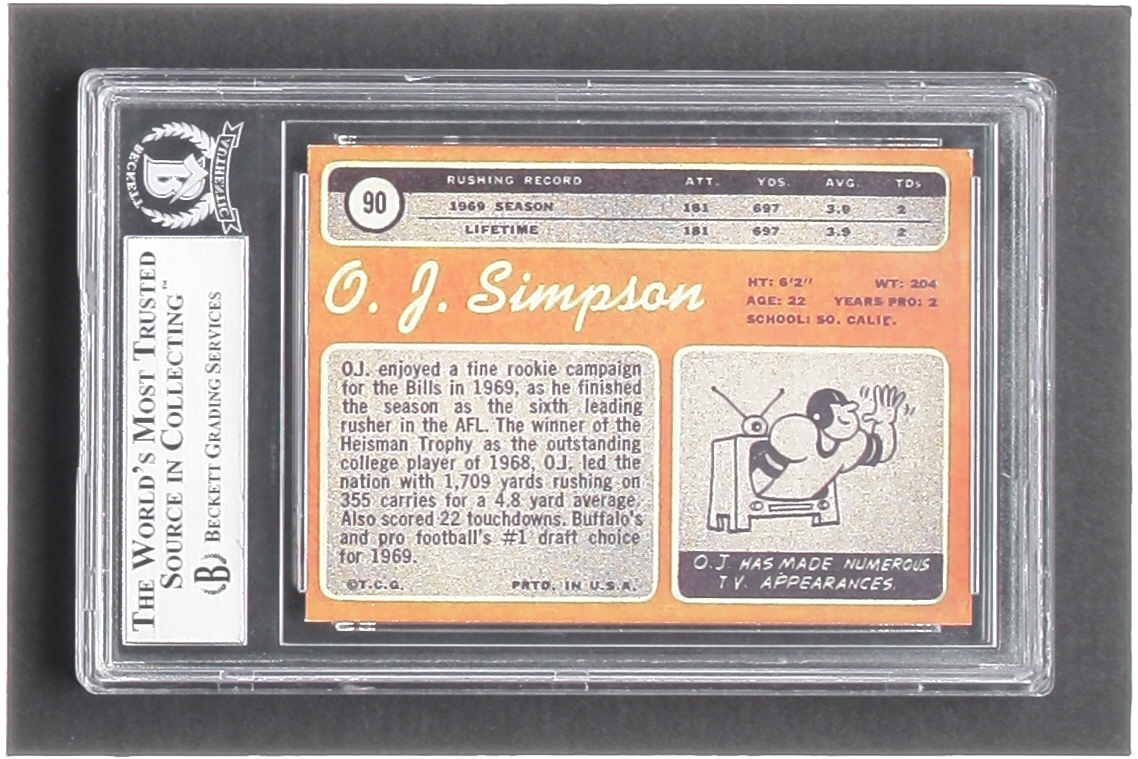 BECKETT
AUTHENTIC
B
THE WORLD'S MOST TRUSTED
SOURCE IN COLLECTING™
B BECKETT GRADING SERVICES
90
RUSHING RECORD ATT. YDS. AVG. TDs
1969 SEASON 181 697 3.9 2
LIFETIME 181 697 3.9 2
O. J. Simpson
HT: 6'2" WT: 204
AGE: 22 YEARS PRO: 2
SCHOOL: SO. CALIF.
O.J. enjoyed a fine rookie campaign
for the Bills in 1969, as he finished
the season as the sixth leading
rusher in the AFL. The winner of the
Heisman Trophy as the outstanding
college player of 1968, O.J. led the
nation with 1,709 yards rushing on
355 carries for a 4.8 yard average.
Also scored 22 touchdowns. Buffalo's
and pro football's #1 draft choice
for 1969.
©T.C.G. PRTD. IN U.S.A.
O.J. HAS MADE NUMEROUS
T.V. APPEARANCES.